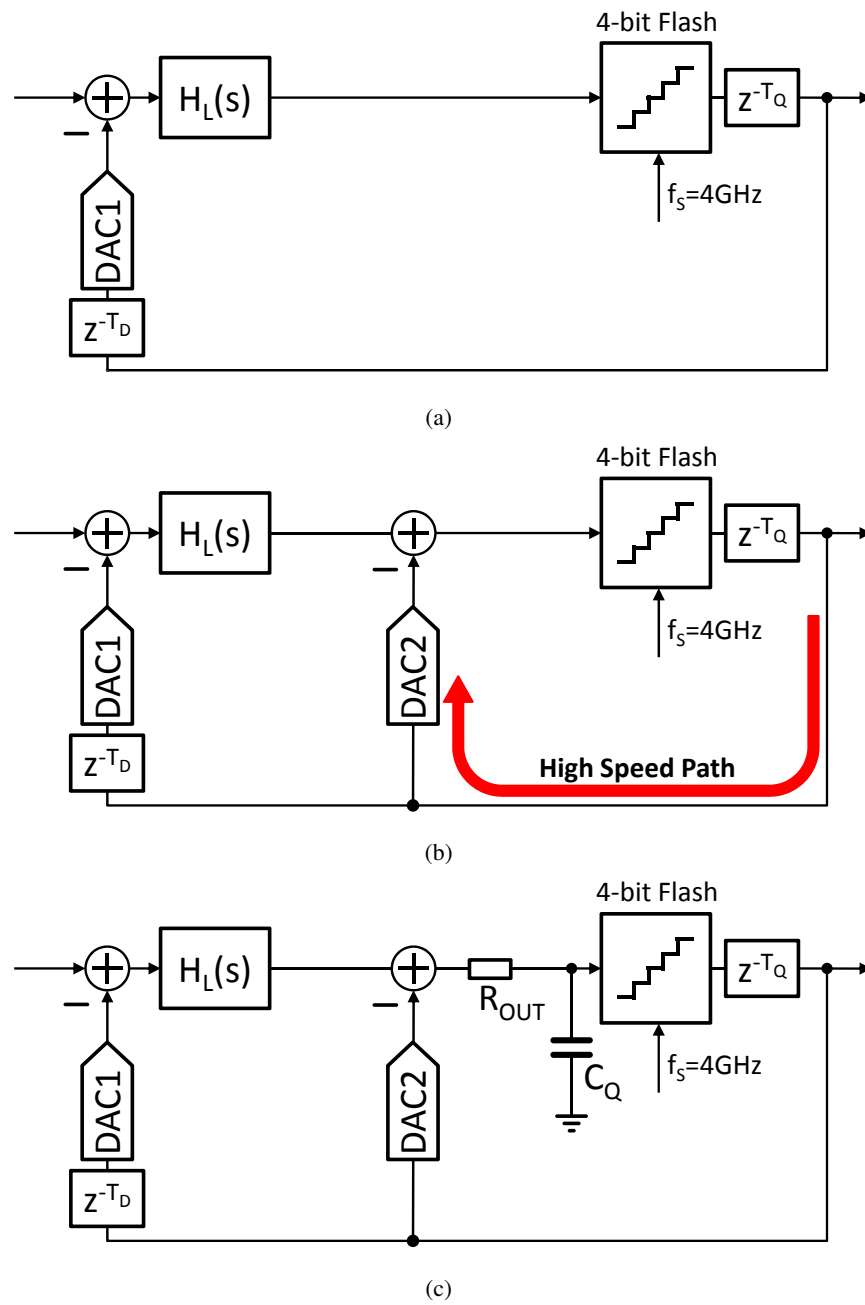 4-bit Flash
H_L(s)
z^{-T_Q}
f_S=4GHz
DAC1
z^{-T_D}
(a)
4-bit Flash
H_L(s)
z^{-T_Q}
f_S=4GHz
DAC1
DAC2
z^{-T_D}
High Speed Path
(b)
4-bit Flash
H_L(s)
z^{-T_Q}
R_OUT
C_Q
f_S=4GHz
DAC1
DAC2
z^{-T_D}
(c)